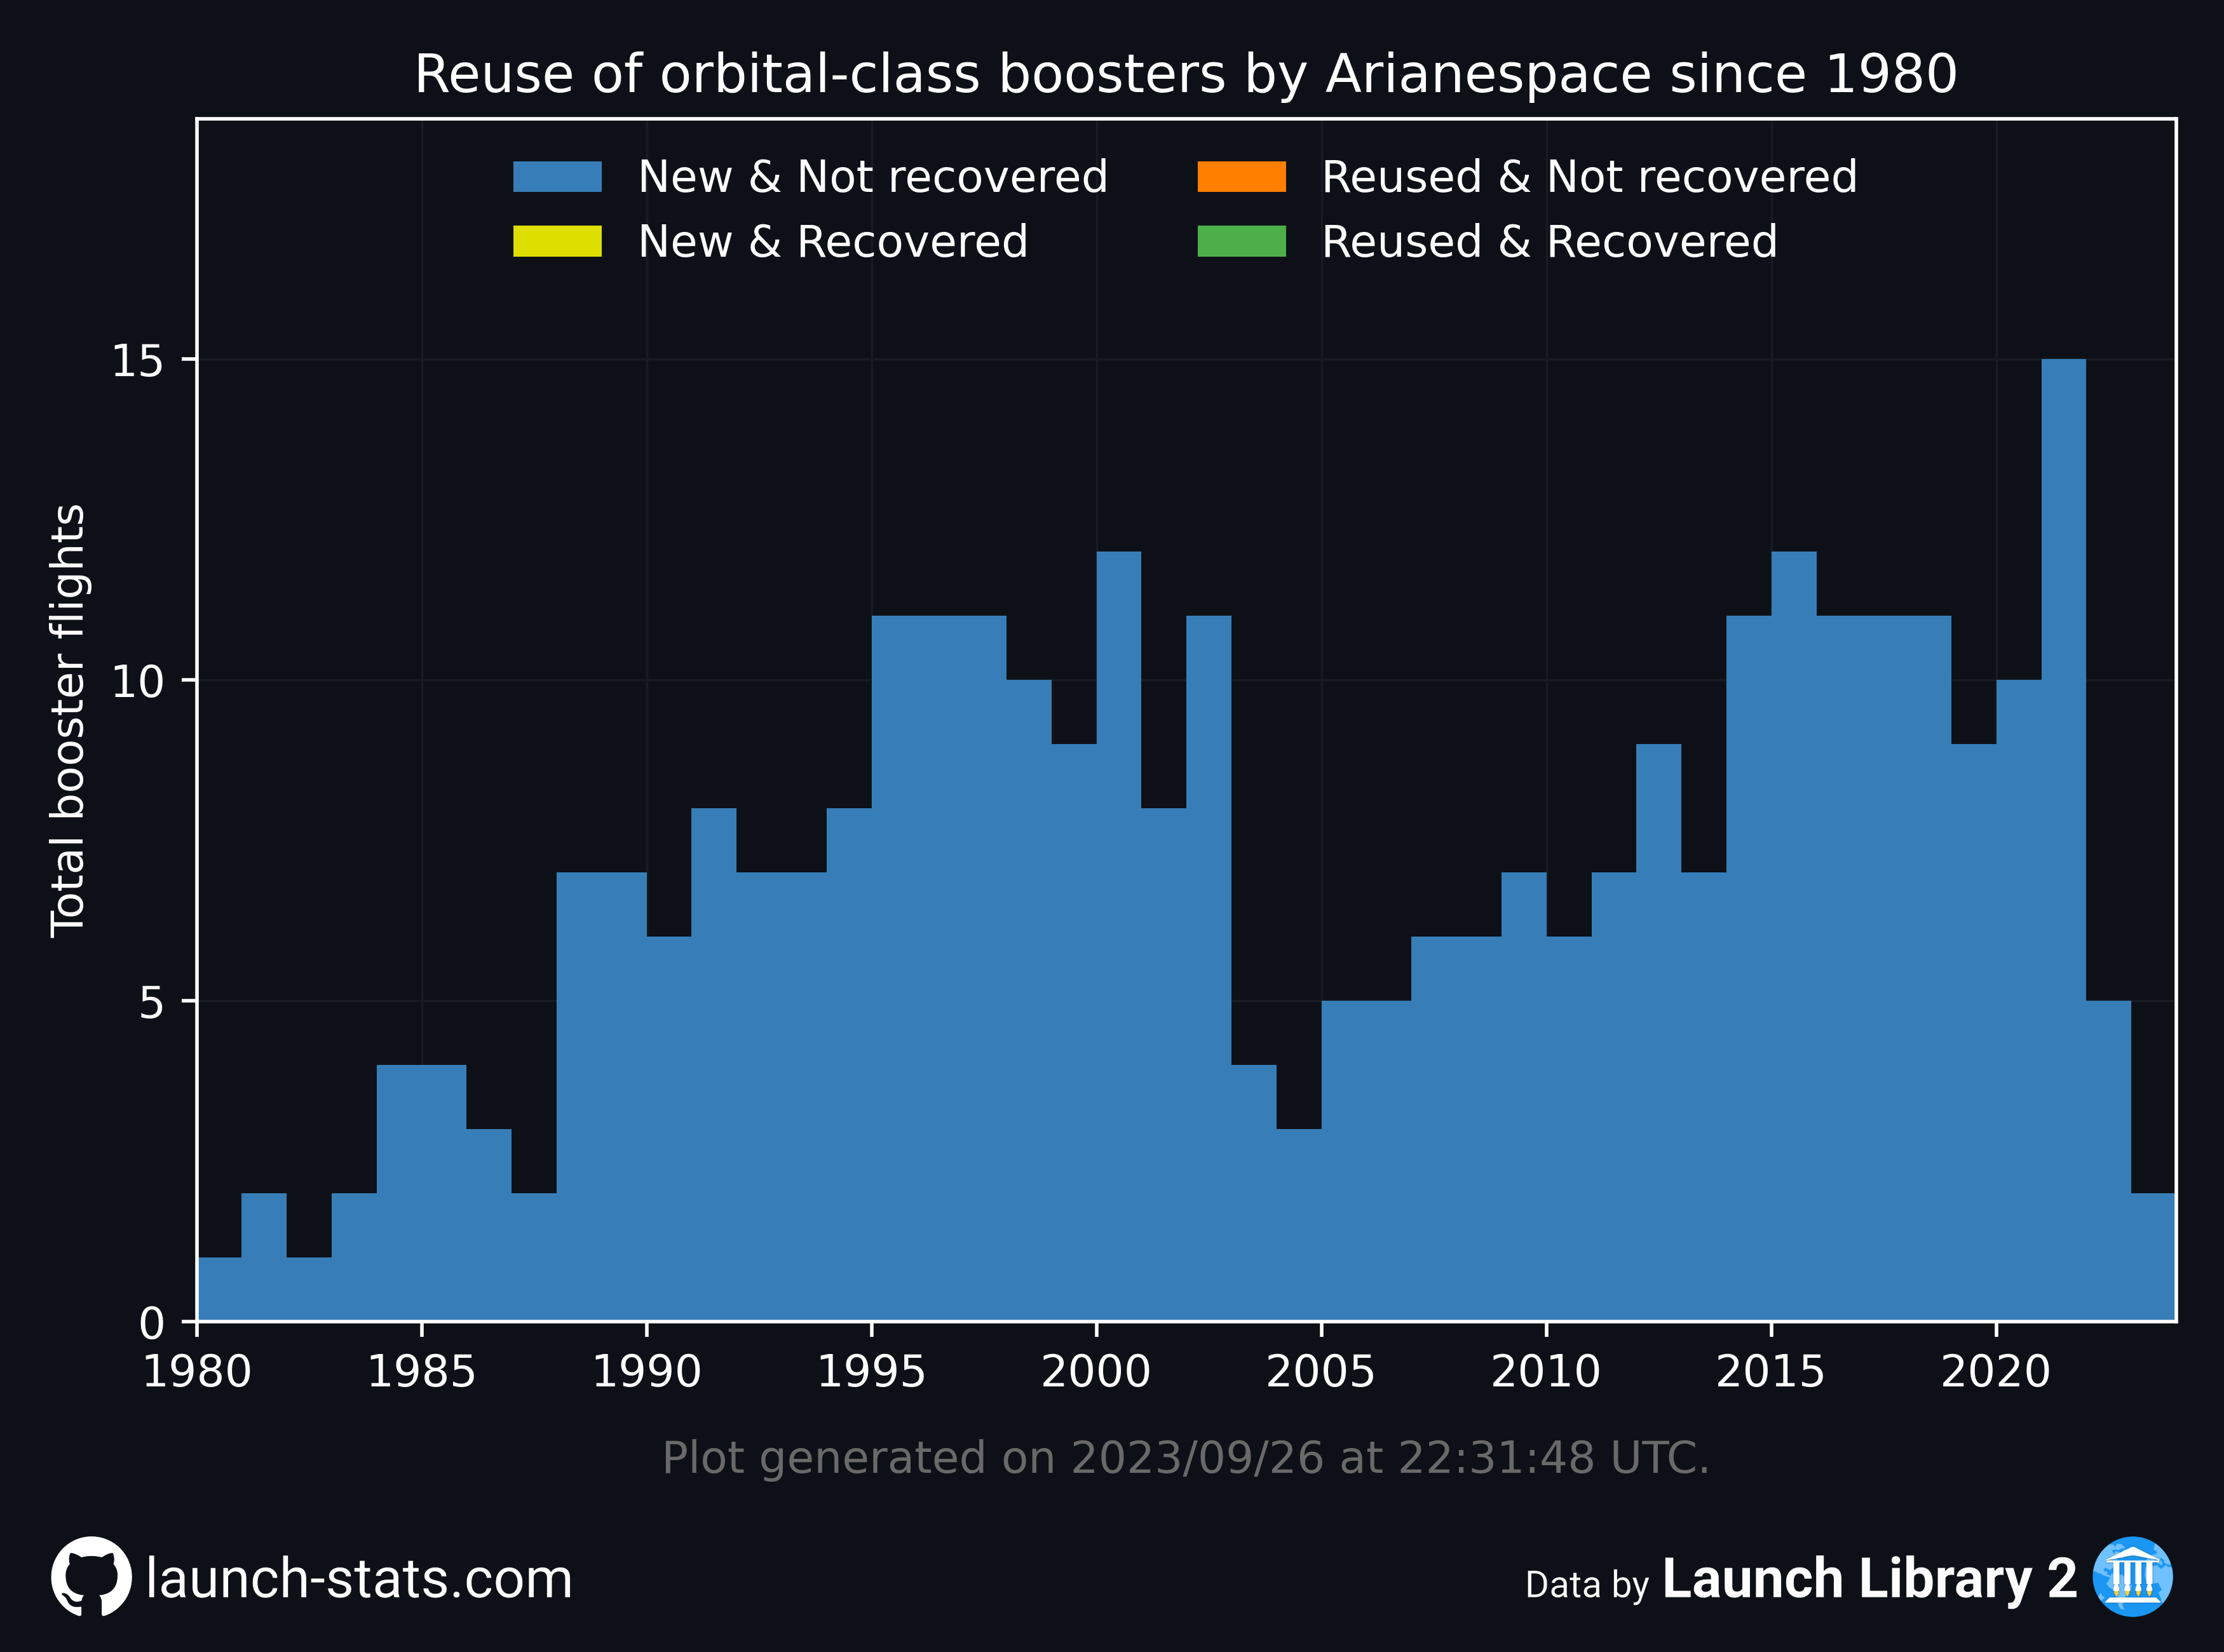 Reuse of orbital-class boosters by Arianespace since 1980
New & Not recovered
New & Recovered
Reused & Not recovered
Reused & Recovered
Total booster flights
15
10
5
0
1980 1985 1990 1995 2000 2005 2010 2015 2020
Plot generated on 2023/09/26 at 22:31:48 UTC.
launch-stats.com
Data by Launch Library 2